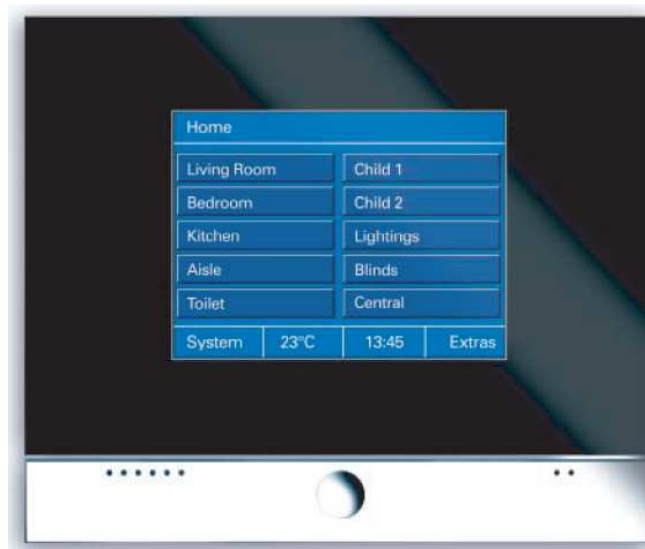 Home
Living Room
Child 1
Bedroom
Child 2
Kitchen
Lightings
Aisle
Blinds
Toilet
Central
System 23°C 13:45 Extras